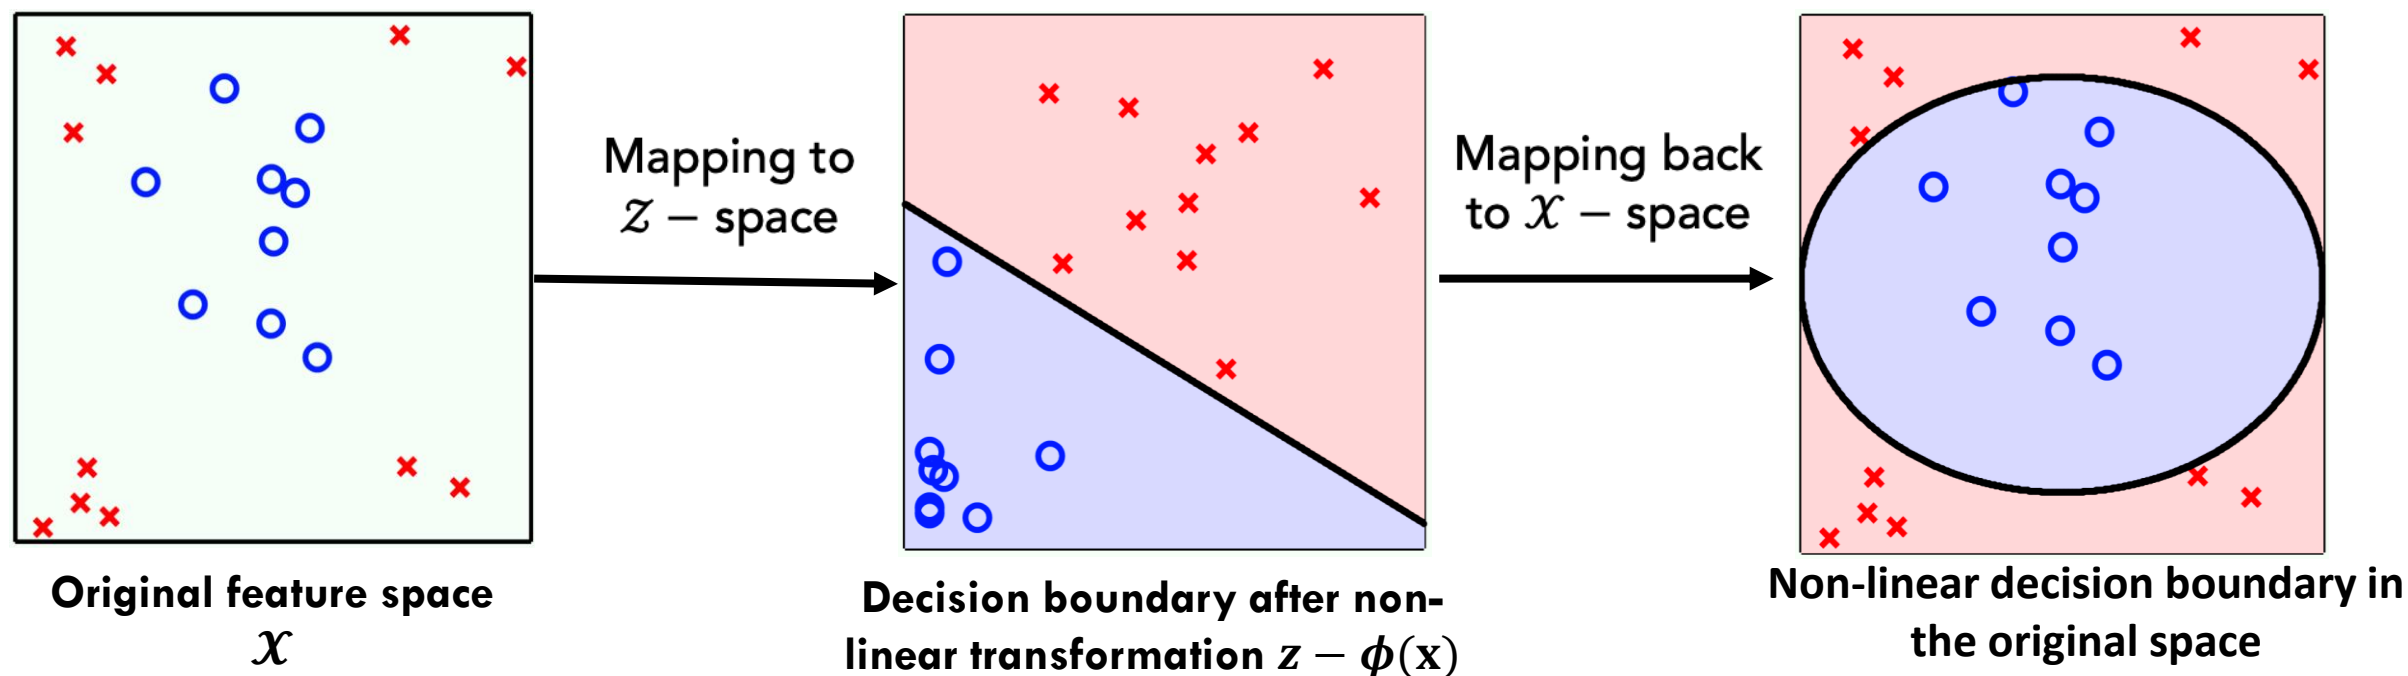 Mapping to
𝒵 – space
Mapping back
to 𝒳 – space
Original feature space
𝒳
Decision boundary after non-
linear transformation 𝒛 − 𝝓(𝐱)
Non-linear decision boundary in
the original space